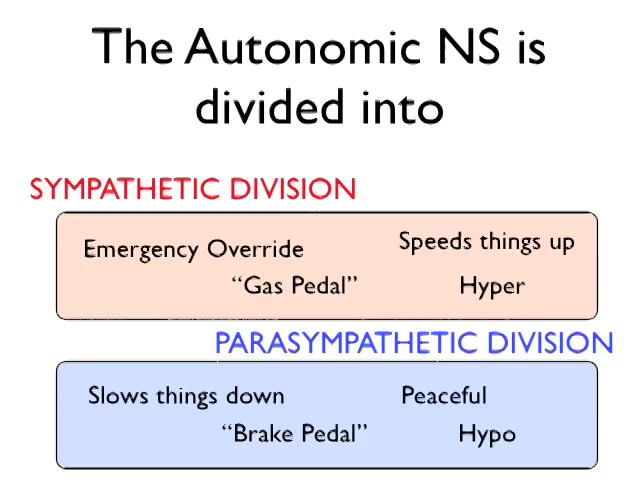 The Autonomic NS is
divided into
SYMPATHETIC DIVISION
Emergency Override Speeds things up
“Gas Pedal” Hyper
PARASYMPATHETIC DIVISION
Slows things down Peaceful
“Brake Pedal” Hypo